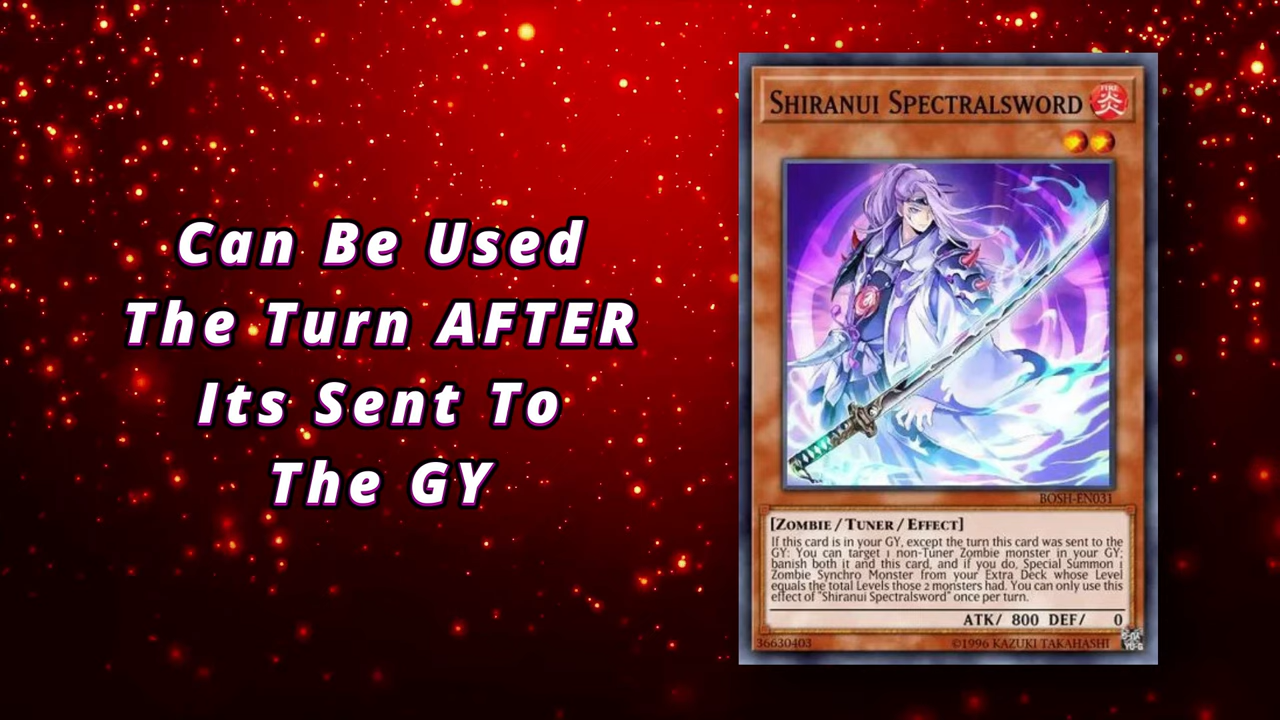 Can Be Used
The Turn AFTER
Its Sent To
The GY
SHIRANUI SPECTRALSWORD
FIRE
炎
BOSH-EN031
[ZOMBIE / TUNER / EFFECT]
If this card is in your GY, except the turn this card was sent to the
GY: You can target 1 non-Tuner Zombie monster in your GY;
banish both it and this card, and if you do, Special Summon 1
Zombie Synchro Monster from your Extra Deck whose Level
equals the total Levels those 2 monsters had. You can only use this
effect of "Shiranui Spectralsword" once per turn.
ATK/ 800 DEF/ 0
36630403
©1996 KAZUKI TAKAHASHI